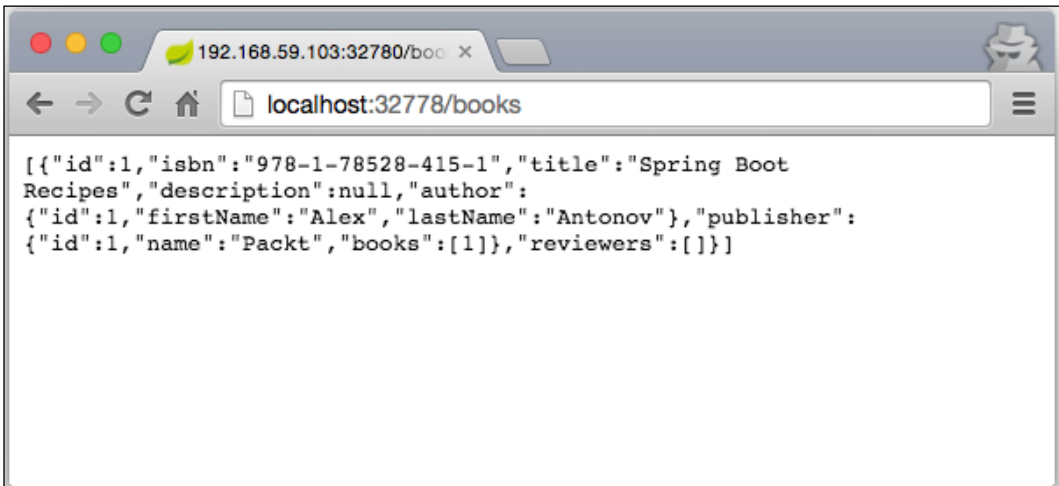 192.168.59.103:32780/boo
localhost:32778/books
[{"id":1,"isbn":"978-1-78528-415-1","title":"Spring Boot
Recipes","description":null,"author":
{"id":1,"firstName":"Alex","lastName":"Antonov"},"publisher":
{"id":1,"name":"Packt","books":[1]},"reviewers":[]}]